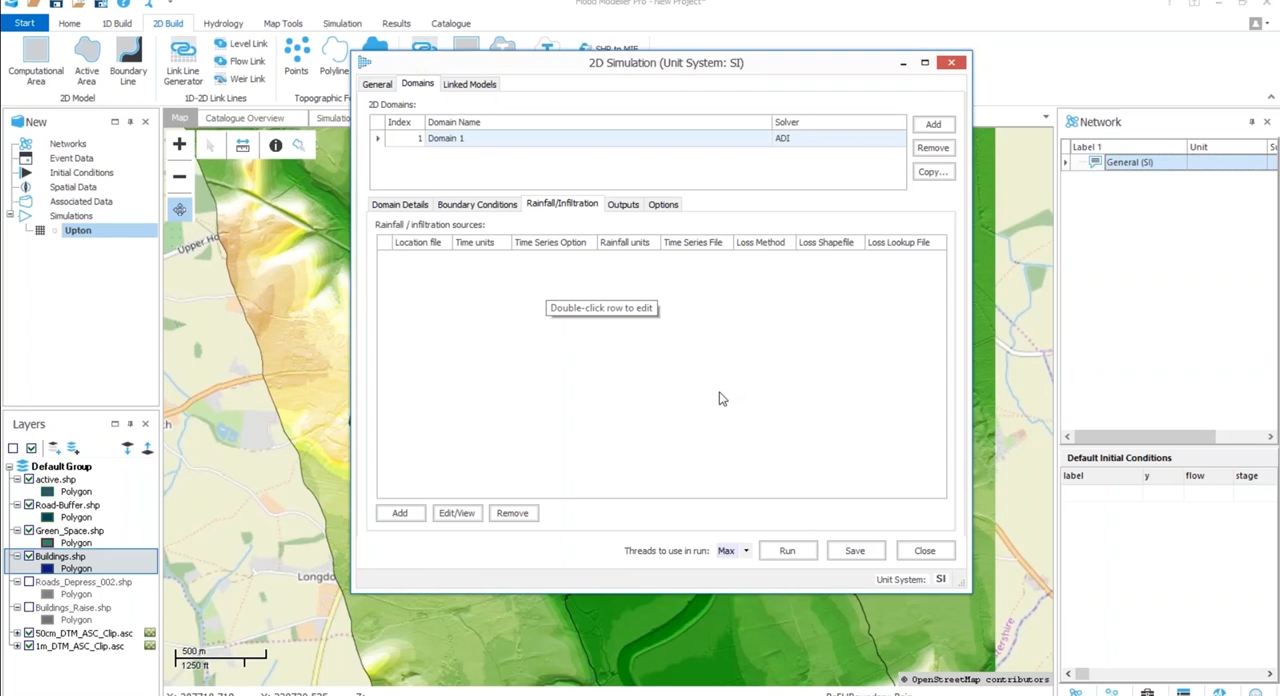 Flood Modeller Pro - New Project*
Start Home 1D Build 2D Build Hydrology Map Tools Simulation Results Catalogue
Computational Area
Active Area
Boundary Line
Link Line Generator
Level Link
Flow Link
Weir Link
Points
Polyline
2D Model
1D-2D Link Lines
Topographic Fe
New
Networks
Event Data
Initial Conditions
Spatial Data
Associated Data
Simulations
Upton
Map Catalogue Overview Simulatio
Upper Ho
Longdo
500 m
1250 ft
Layers
Default Group
active.shp
Polygon
Road-Buffer.shp
Polygon
Green_Space.shp
Polygon
Buildings.shp
Polygon
Roads_Depress_002.shp
Polygon
Buildings_Raise.shp
Polygon
50cm_DTM_ASC_Clip.asc
1m_DTM_ASC_Clip.asc
2D Simulation (Unit System: SI)
General Domains Linked Models
2D Domains:
Index Domain Name Solver
1 Domain 1 ADI
Add
Remove
Copy...
Domain Details Boundary Conditions Rainfall/Infiltration Outputs Options
Rainfall / infiltration sources:
Location file Time units Time Series Option Rainfall units Time Series File Loss Method Loss Shapefile Loss Lookup File
Double-click row to edit
Add Edit/View Remove
Threads to use in run: Max Run Save Close
Unit System: SI
Network
Label 1 Unit
General (SI)
Default Initial Conditions
label y flow stage
© OpenStreetMap contributors